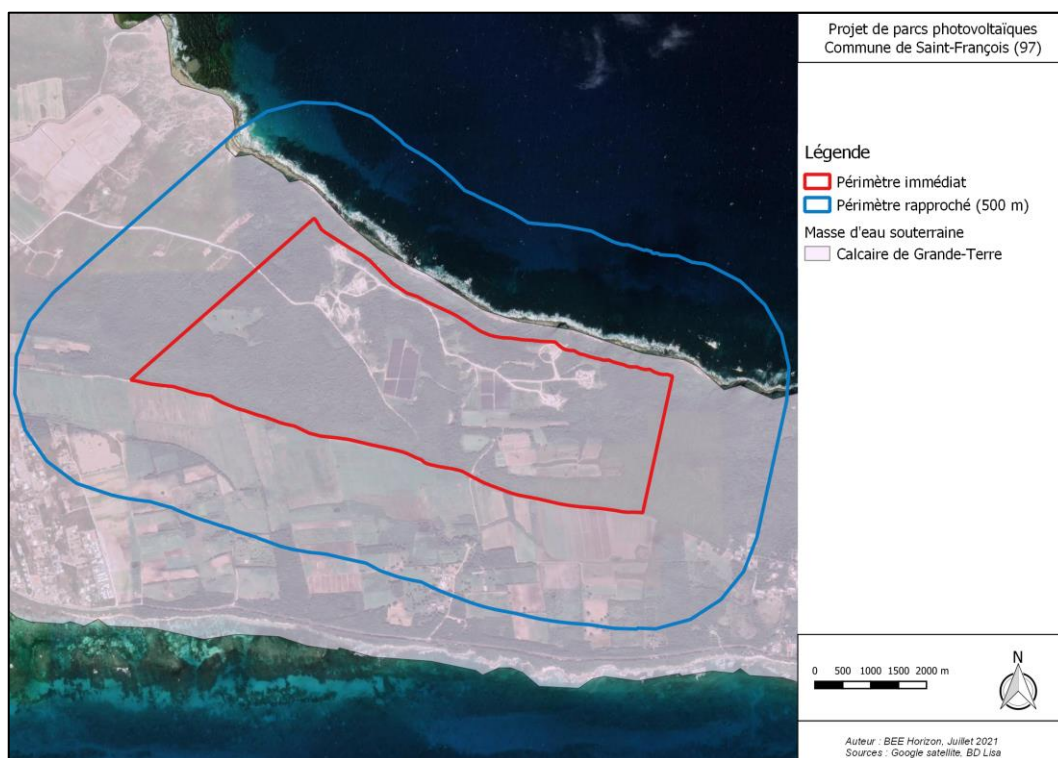 Projet de parcs photovoltaïques
Commune de Saint-François (97)
Légende
Périmètre immédiat
Périmètre rapproché (500 m)
Masse d'eau souterraine
Calcaire de Grande-Terre
0 500 1000 1500 2000 m
N
Auteur : BEE Horizon, Juillet 2021
Sources : Google satellite, BD Lisa